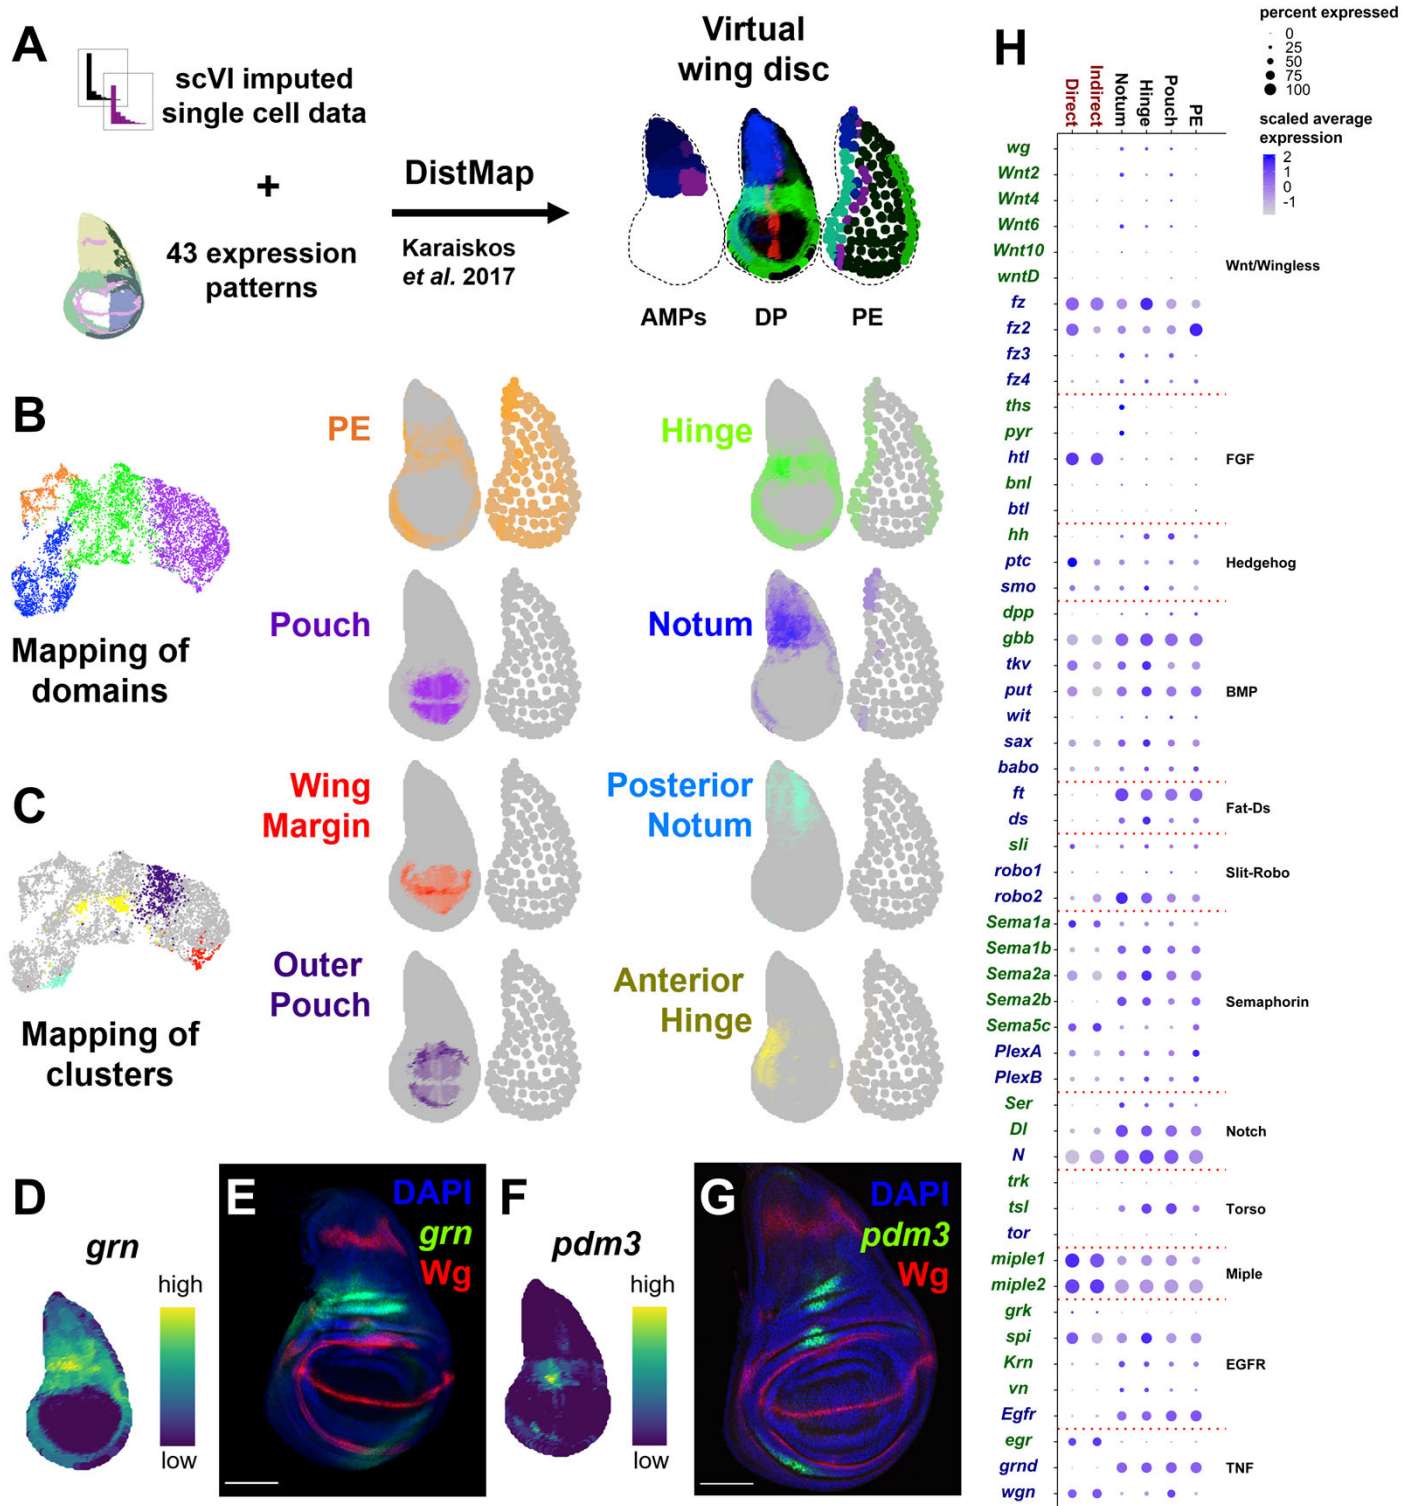 A
scVI imputed
single cell data
+
43 expression
patterns
DistMap
Karaiskos
et al. 2017
Virtual
wing disc
AMPs
DP
PE
B
Mapping of
domains
PE
Hinge
Pouch
Notum
C
Mapping of
clusters
Wing
Margin
Posterior
Notum
Outer
Pouch
Anterior
Hinge
D
grn
high
low
E
DAPI
grn
Wg
F
pdm3
high
low
G
DAPI
pdm3
Wg
H
percent expressed
0
25
50
75
100
scaled average
expression
2
1
0
-1
Direct
Indirect
Notum
Hinge
Pouch
PE
wg
Wnt2
Wnt4
Wnt6
Wnt10
wntD
fz
fz2
fz3
fz4
Wnt/Wingless
ths
pyr
htl
bnl
btl
FGF
hh
ptc
smo
Hedgehog
dpp
gbb
tkv
put
wit
sax
babo
BMP
ft
ds
Fat-Ds
sli
robo1
robo2
Slit-Robo
Sema1a
Sema1b
Sema2a
Sema2b
Sema5c
PlexA
PlexB
Semaphorin
Ser
Dl
N
Notch
trk
tsl
tor
Torso
miple1
miple2
Miple
grk
spi
Krn
vn
Egfr
EGFR
egr
grnd
wgn
TNF